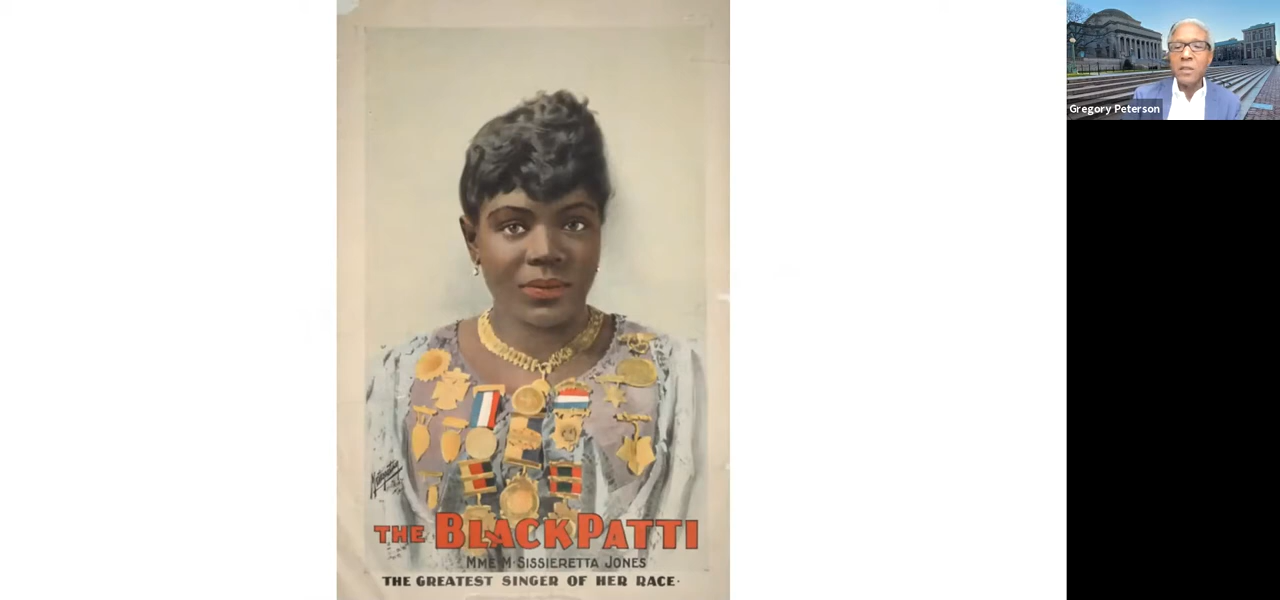 Gregory Peterson
THE BLACK PATTI
MME M. SISSIERETTA JONES
THE GREATEST SINGER OF HER RACE.